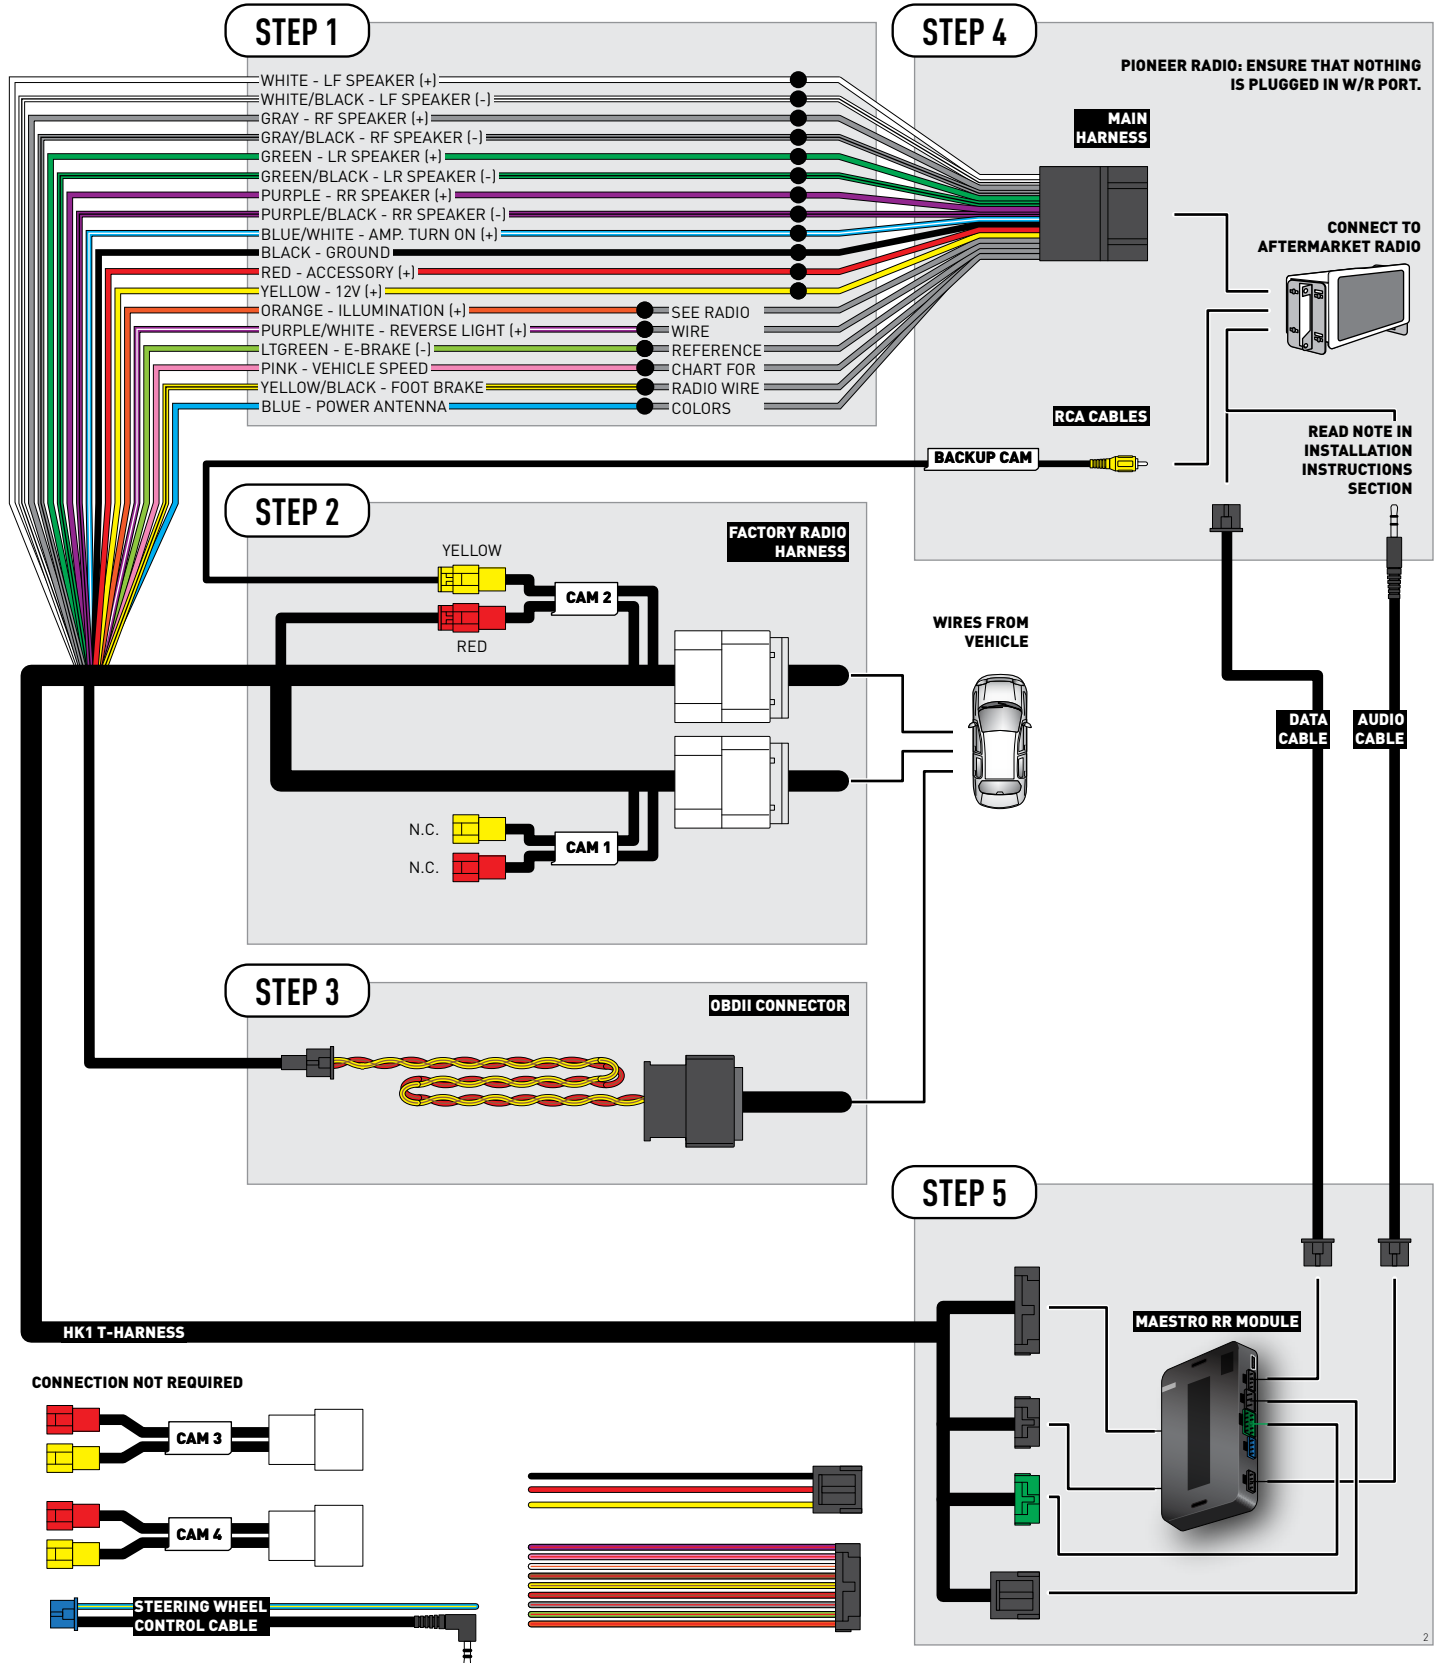 STEP 1
WHITE - LF SPEAKER (+)
WHITE/BLACK - LF SPEAKER (-)
GRAY - RF SPEAKER (+)
GRAY/BLACK - RF SPEAKER (-)
GREEN - LR SPEAKER (+)
GREEN/BLACK - LR SPEAKER (-)
PURPLE - RR SPEAKER (+)
PURPLE/BLACK - RR SPEAKER (-)
BLUE/WHITE - AMP. TURN ON (+)
BLACK - GROUND
RED - ACCESSORY (+)
YELLOW - 12V (+)
ORANGE - ILLUMINATION (+)
PURPLE/WHITE - REVERSE LIGHT (+)
LTGREEN - E-BRAKE (-)
PINK - VEHICLE SPEED
YELLOW/BLACK - FOOT BRAKE
BLUE - POWER ANTENNA
SEE RADIO
WIRE
REFERENCE
CHART FOR
RADIO WIRE
COLORS
STEP 4
PIONEER RADIO: ENSURE THAT NOTHING
IS PLUGGED IN W/R PORT.
MAIN
HARNESS
CONNECT TO
AFTERMARKET RADIO
RCA CABLES
BACKUP CAM
READ NOTE IN
INSTALLATION
INSTRUCTIONS
SECTION
STEP 2
FACTORY RADIO
HARNESS
YELLOW
CAM 2
RED
WIRES FROM
VEHICLE
DATA
CABLE
AUDIO
CABLE
N.C.
CAM 1
N.C.
STEP 3
OBDII CONNECTOR
STEP 5
MAESTRO RR MODULE
HK1 T-HARNESS
CONNECTION NOT REQUIRED
CAM 3
CAM 4
STEERING WHEEL
CONTROL CABLE
2